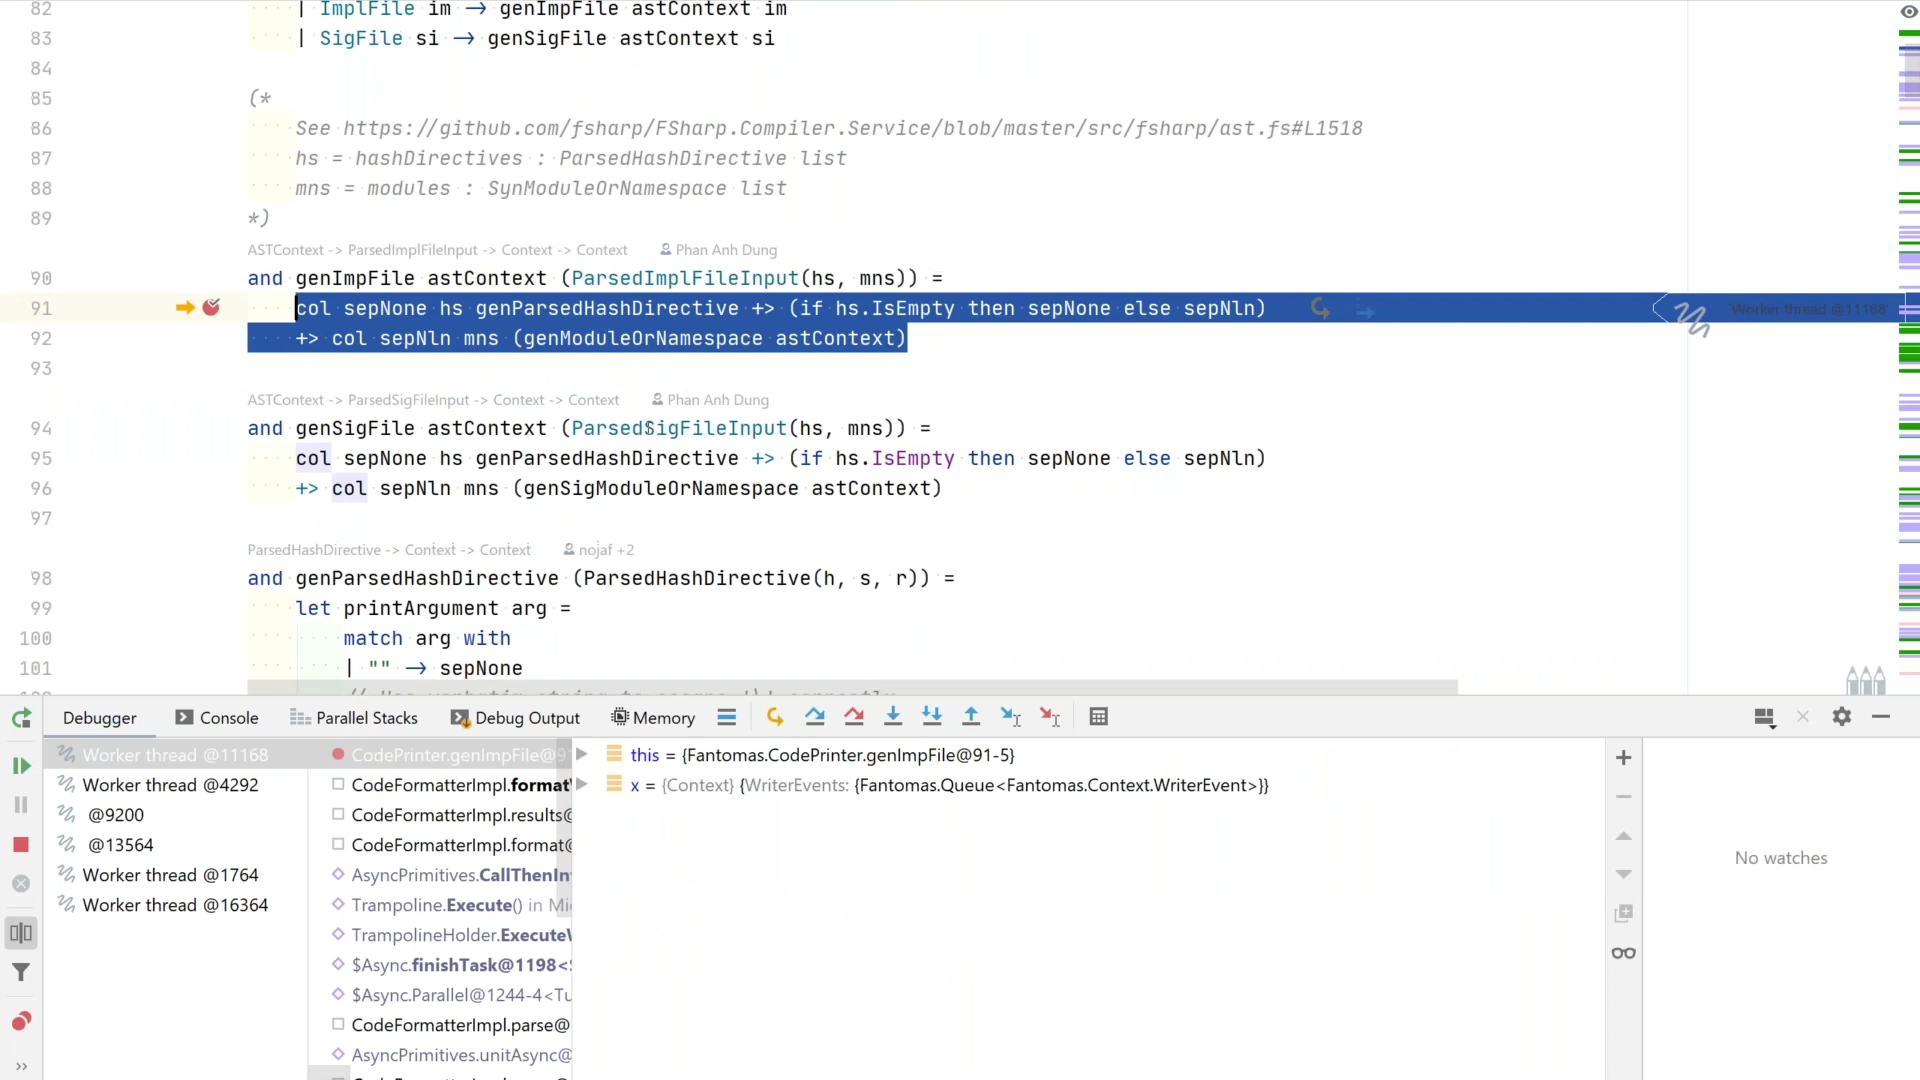 82 | ImplFile im → genImpFile astContext im
83 | SigFile si → genSigFile astContext si
84
85 (*
86 See https://github.com/fsharp/FSharp.Compiler.Service/blob/master/src/fsharp/ast.fs#L1518
87 hs = hashDirectives : ParsedHashDirective list
88 mns = modules : SynModuleOrNamespace list
89 *)
ASTContext -> ParsedImplFileInput -> Context -> Context Phan Anh Dung
90 and genImpFile astContext (ParsedImplFileInput(hs, mns)) =
91 col sepNone hs genParsedHashDirective +> (if hs.IsEmpty then sepNone else sepNln) Worker thread @11168
92 +> col sepNln mns (genModuleOrNamespace astContext)
93
ASTContext -> ParsedSigFileInput -> Context -> Context Phan Anh Dung
94 and genSigFile astContext (ParsedSigFileInput(hs, mns)) =
95 col sepNone hs genParsedHashDirective +> (if hs.IsEmpty then sepNone else sepNln)
96 +> col sepNln mns (genSigModuleOrNamespace astContext)
97
ParsedHashDirective -> Context -> Context nojaf +2
98 and genParsedHashDirective (ParsedHashDirective(h, s, r)) =
99 let printArgument arg =
100 match arg with
101 | "" → sepNone
Debugger Console Parallel Stacks Debug Output Memory
Worker thread @11168
Worker thread @4292
@9200
@13564
Worker thread @1764
Worker thread @16364
CodePrinter.genImpFile@91
CodeFormatterImpl.format
CodeFormatterImpl.results@
CodeFormatterImpl.format@
AsyncPrimitives.CallThenIn
Trampoline.Execute() in Mi
TrampolineHolder.Execute
$Async.finishTask@1198<
$Async.Parallel@1244-4<Tu
CodeFormatterImpl.parse@
AsyncPrimitives.unitAsync@
this = {Fantomas.CodePrinter.genImpFile@91-5}
x = {Context} {WriterEvents: {Fantomas.Queue<Fantomas.Context.WriterEvent>}}
No watches